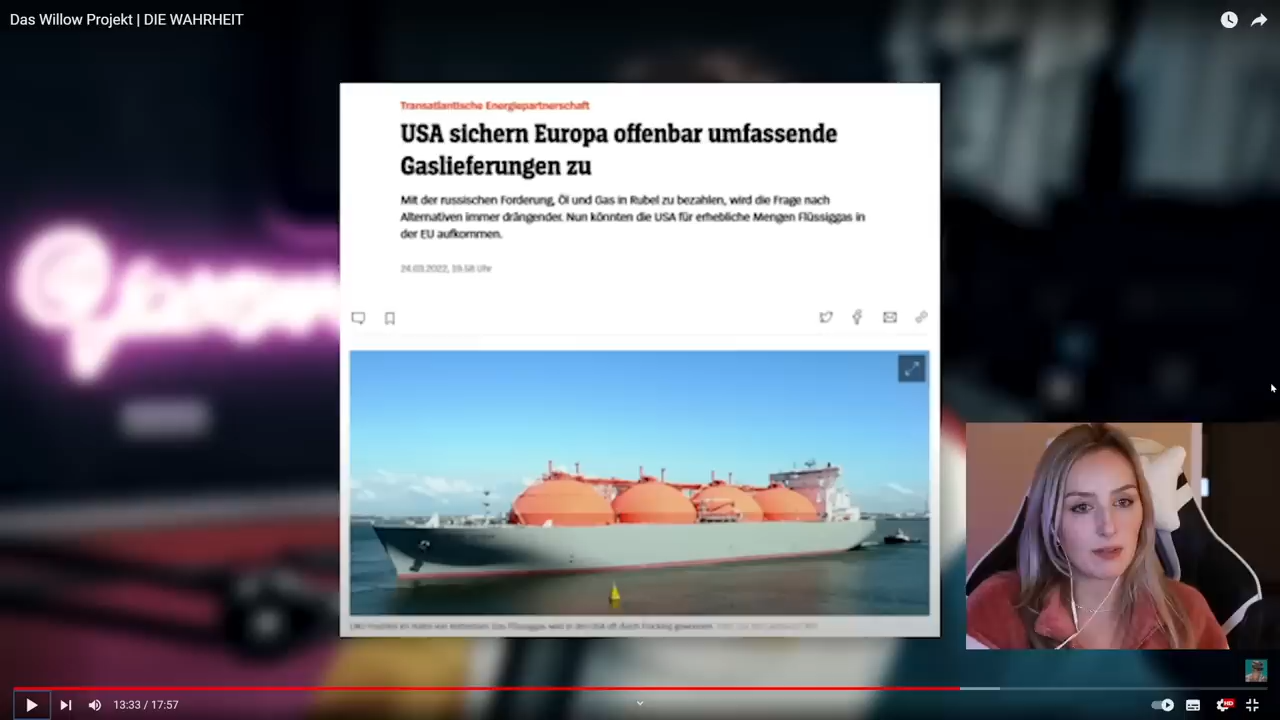 Das Willow Projekt | DIE WAHRHEIT
Transatlantische Energiepartnerschaft
USA sichern Europa offenbar umfassende
Gaslieferungen zu
Mit der russischen Forderung, Öl und Gas in Rubel zu bezahlen, wird die Frage nach
Alternativen immer drängender. Nun könnten die USA für erhebliche Mengen Flüssiggas in
der EU aufkommen.
24.03.2022, 19.58 Uhr
13:33 / 17:57
HD